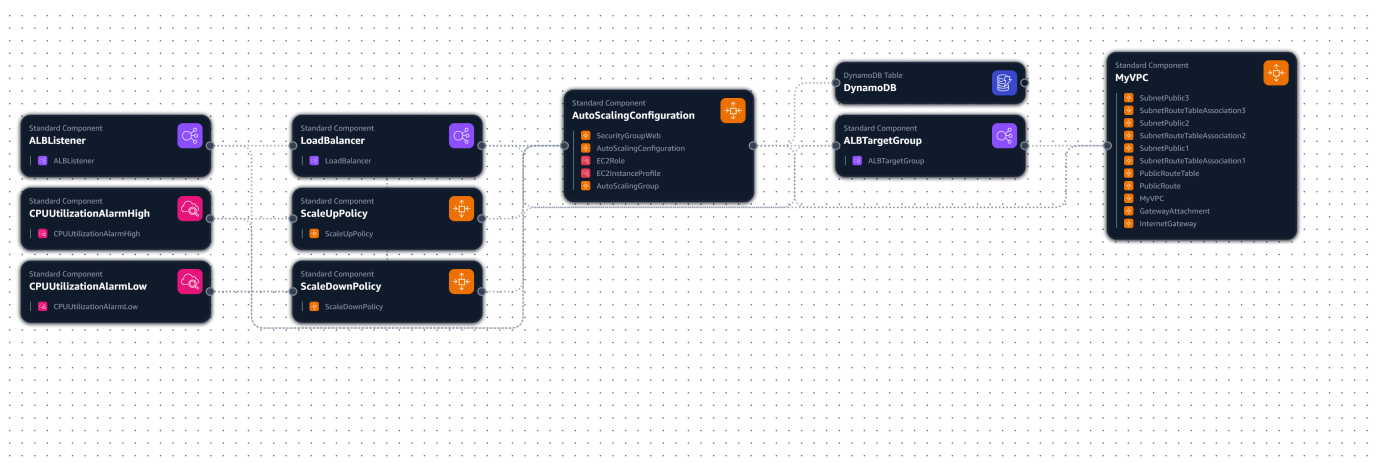 Standard Component
ALBListener
ALBListener
Standard Component
CPUUtilizationAlarmHigh
CPUUtilizationAlarmHigh
Standard Component
CPUUtilizationAlarmLow
CPUUtilizationAlarmLow
Standard Component
LoadBalancer
LoadBalancer
Standard Component
ScaleUpPolicy
ScaleUpPolicy
Standard Component
ScaleDownPolicy
ScaleDownPolicy
Standard Component
AutoScalingConfiguration
SecurityGroupWeb
AutoScalingConfiguration
EC2Role
EC2InstanceProfile
AutoScalingGroup
DynamoDB Table
DynamoDB
Standard Component
ALBTargetGroup
ALBTargetGroup
Standard Component
MyVPC
SubnetPublic3
SubnetRouteTableAssociation3
SubnetPublic2
SubnetRouteTableAssociation2
SubnetPublic1
SubnetRouteTableAssociation1
PublicRouteTable
PublicRoute
MyVPC
GatewayAttachment
InternetGateway